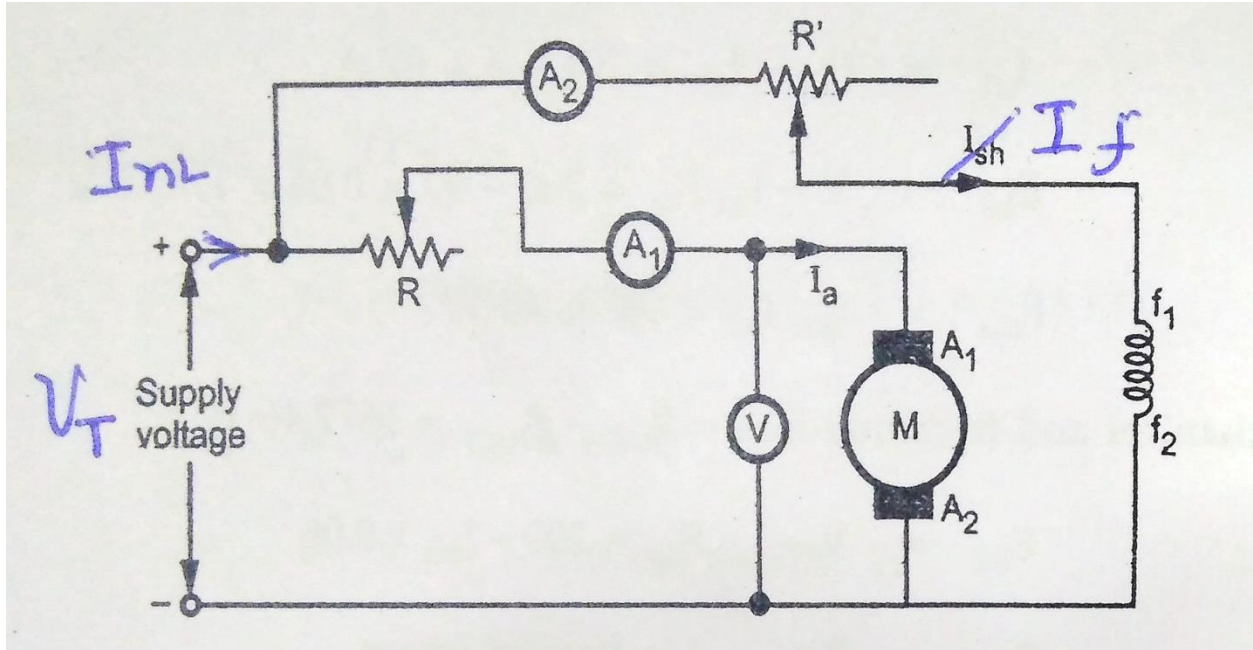 R'
A2
Ish
If
InL
+
R
A1
Ia
VT
Supply
voltage
V
M
A1
A2
f1
f2
−